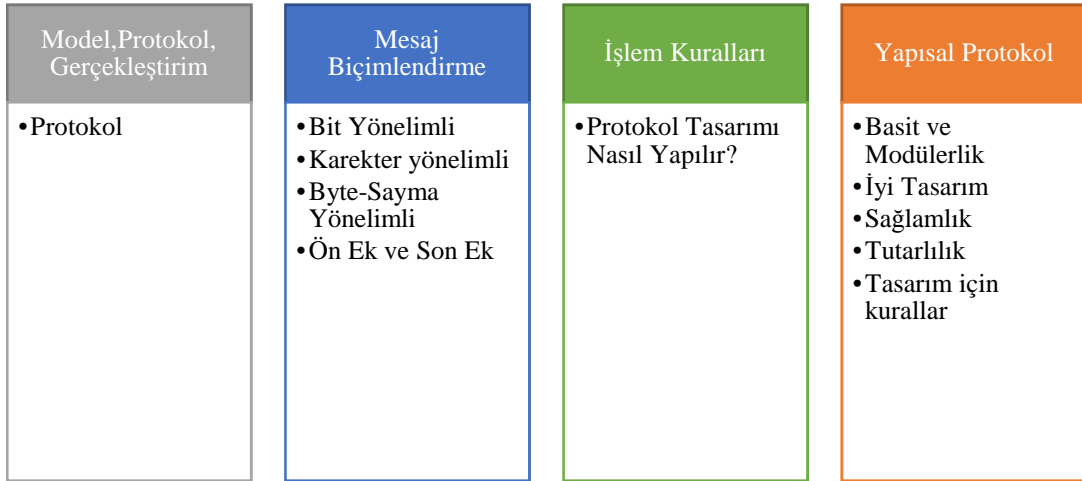 Model,Protokol,
Gerçekleştirim
•Protokol
Mesaj
Biçimlendirme
•Bit Yönelimli
•Karekter yönelimli
•Byte-Sayma
Yönelimli
•Ön Ek ve Son Ek
İşlem Kuralları
•Protokol Tasarımı
Nasıl Yapılır?
Yapısal Protokol
•Basit ve
Modülerlik
•İyi Tasarım
•Sağlamlık
•Tutarlılık
•Tasarım için
kurallar